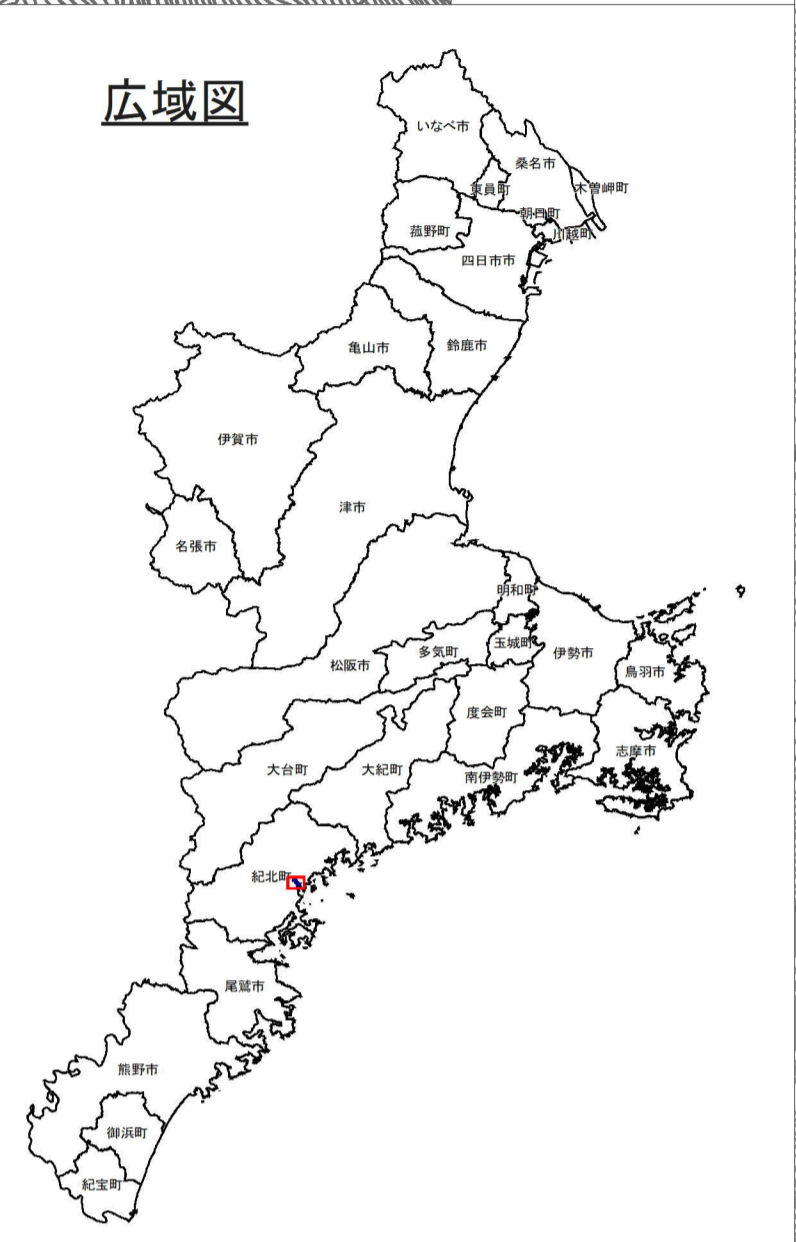 広域図
いなべ市
桑名市
東員町
木曽岬町
朝日町
菰野町
川越町
四日市市
亀山市
鈴鹿市
伊賀市
津市
名張市
明和町
玉城町
多気町
伊勢市
松阪市
鳥羽市
度会町
志摩市
大台町
大紀町
南伊勢町
紀北町
尾鷲市
熊野市
御浜町
紀宝町